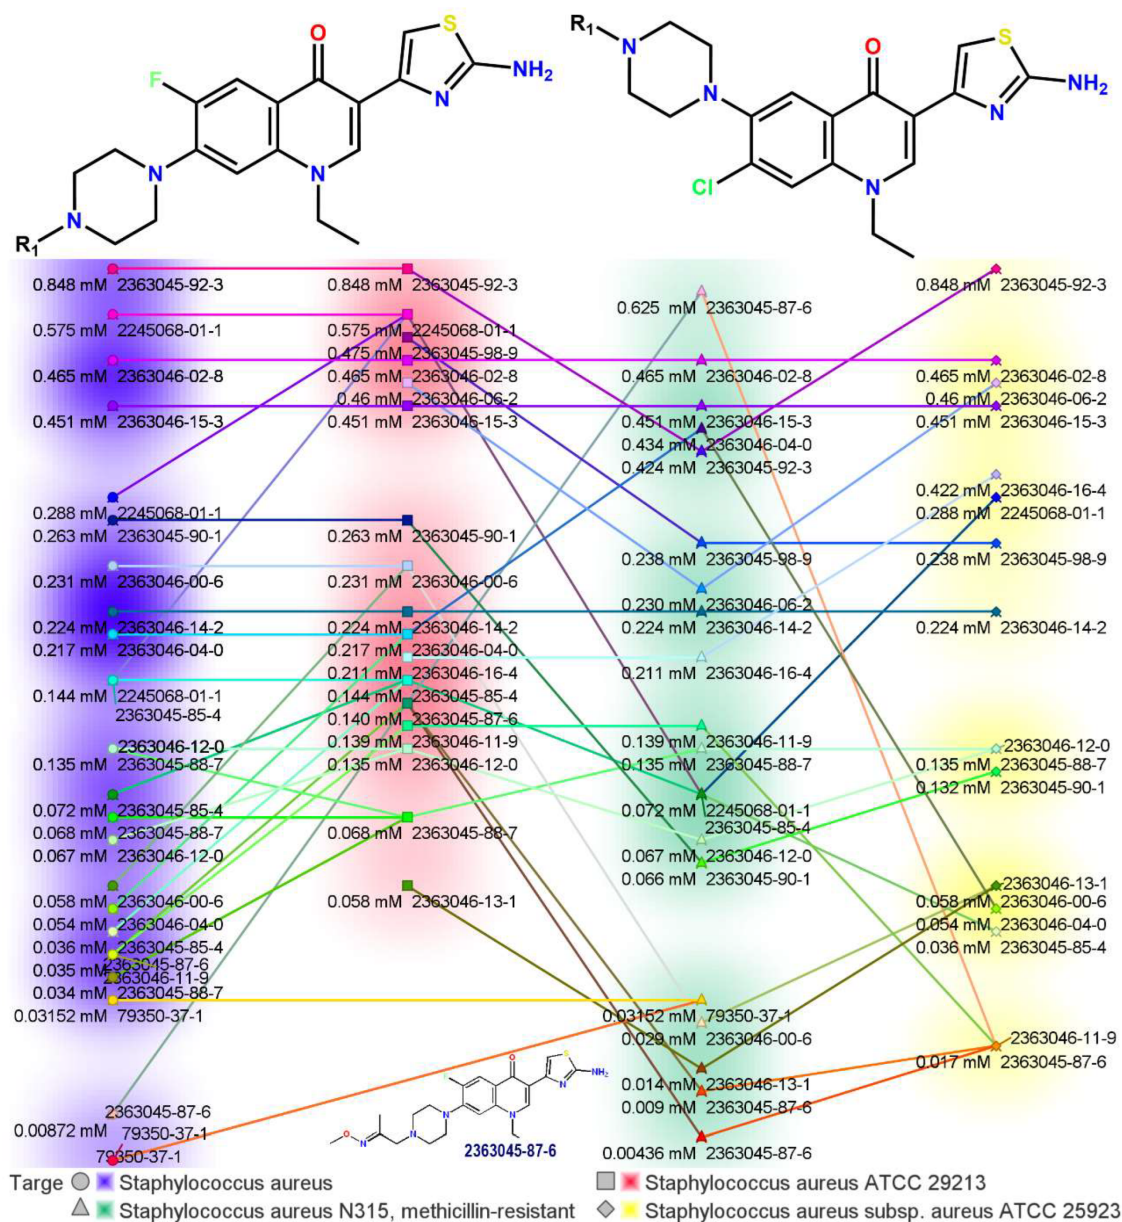 S
O
NH₂
F
N
N
N
N
R₁
R₁
N
N
O
S
NH₂
N
Cl
N
0.848 mM 2363045-92-3
0.848 mM 2363045-92-3
0.848 mM 2363045-92-3
0.625 mM 2363045-87-6
0.575 mM 2245068-01-1
0.575 mM 2245068-01-1
0.475 mM 2363045-98-9
0.465 mM 2363046-02-8
0.465 mM 2363046-02-8
0.465 mM 2363046-02-8
0.465 mM 2363046-02-8
0.46 mM 2363046-06-2
0.46 mM 2363046-06-2
0.451 mM 2363046-15-3
0.451 mM 2363046-15-3
0.451 mM 2363046-15-3
0.451 mM 2363046-15-3
0.434 mM 2363046-04-0
0.424 mM 2363045-92-3
0.422 mM 2363046-16-4
0.288 mM 2245068-01-1
0.288 mM 2245068-01-1
0.263 mM 2363045-90-1
0.263 mM 2363045-90-1
0.238 mM 2363045-98-9
0.238 mM 2363045-98-9
0.231 mM 2363046-00-6
0.231 mM 2363046-00-6
0.230 mM 2363046-06-2
0.224 mM 2363046-14-2
0.224 mM 2363046-14-2
0.224 mM 2363046-14-2
0.224 mM 2363046-14-2
0.217 mM 2363046-04-0
0.217 mM 2363046-04-0
0.211 mM 2363046-16-4
0.211 mM 2363046-16-4
0.144 mM 2245068-01-1
2363045-85-4
0.144 mM 2363045-85-4
0.140 mM 2363045-87-6
0.139 mM 2363046-11-9
0.139 mM 2363046-11-9
2363046-12-0
2363046-12-0
0.135 mM 2363045-88-7
0.135 mM 2363046-12-0
0.135 mM 2363045-88-7
0.135 mM 2363045-88-7
0.132 mM 2363045-90-1
0.072 mM 2363045-85-4
0.072 mM 2245068-01-1
2363045-85-4
0.068 mM 2363045-88-7
0.068 mM 2363045-88-7
0.067 mM 2363046-12-0
0.067 mM 2363046-12-0
0.066 mM 2363045-90-1
0.058 mM 2363046-00-6
0.058 mM 2363046-13-1
2363046-13-1
0.058 mM 2363046-00-6
0.054 mM 2363046-04-0
0.054 mM 2363046-04-0
0.036 mM 2363045-85-4
0.036 mM 2363045-85-4
0.035 mM 2363045-87-6
2363046-11-9
0.034 mM 2363045-88-7
0.03152 mM 79350-37-1
0.03152 mM 79350-37-1
0.029 mM 2363046-00-6
2363046-11-9
0.017 mM 2363045-87-6
0.014 mM 2363046-13-1
0.009 mM 2363045-87-6
2363045-87-6
0.00872 mM 79350-37-1
79350-37-1
0.00436 mM 2363045-87-6
2363045-87-6
Targe Staphylococcus aureus
Staphylococcus aureus ATCC 29213
Staphylococcus aureus N315, methicillin-resistant
Staphylococcus aureus subsp. aureus ATCC 25923